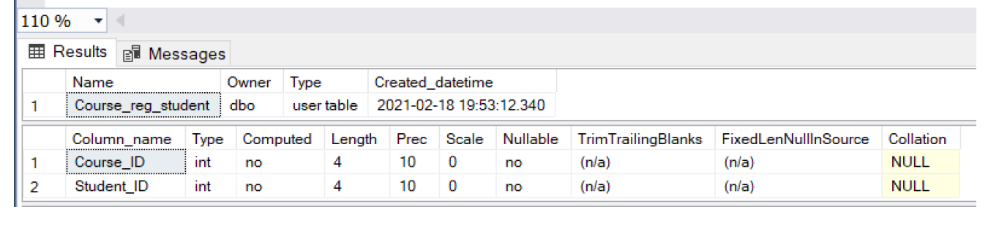 110 %
Results Messages
Name Owner Type Created_datetime
1 Course_reg_student dbo user table 2021-02-18 19:53:12.340
Column_name Type Computed Length Prec Scale Nullable TrimTrailingBlanks FixedLenNullInSource Collation
1 Course_ID int no 4 10 0 no (n/a) (n/a) NULL
2 Student_ID int no 4 10 0 no (n/a) (n/a) NULL